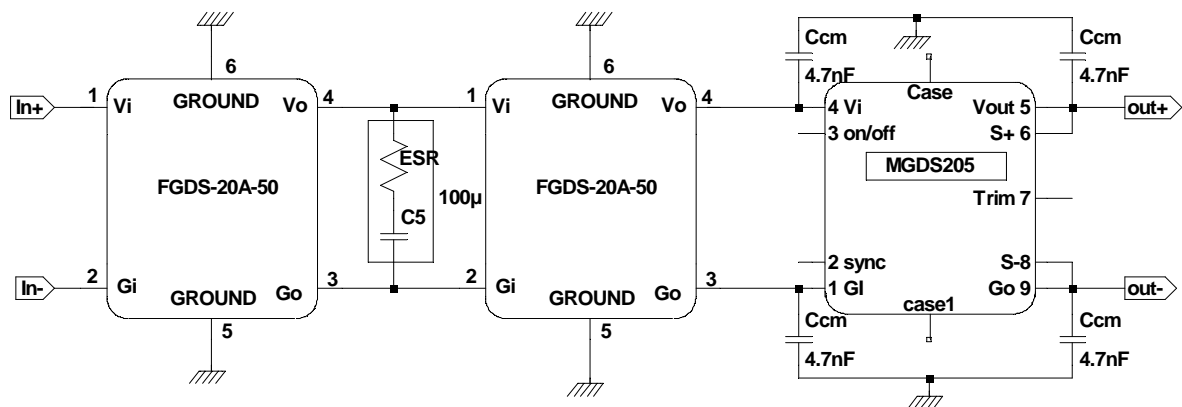 6
GROUND
1
Vi
Vo
4
In+
FGDS-20A-50
In-
2
Gi
Go
3
GROUND
5
ESR
100µ
C5
6
GROUND
1
Vi
Vo
4
FGDS-20A-50
2
Gi
Go
3
GROUND
5
Ccm
4.7nF
Ccm
4.7nF
Case
4 Vi
Vout 5
out+
3 on/off
S+ 6
MGDS205
Trim 7
2 sync
S-8
1 GI
Go 9
out-
case1
Ccm
4.7nF
Ccm
4.7nF